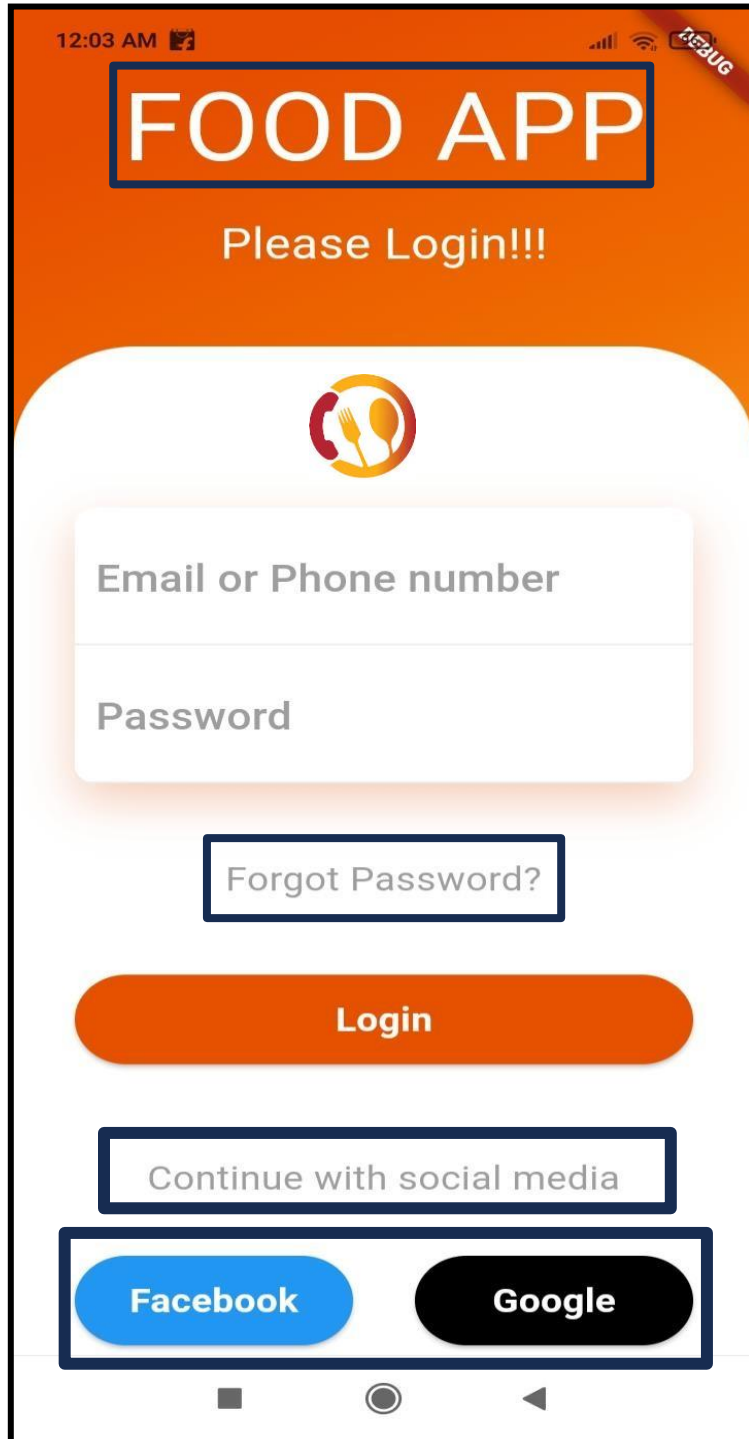 12:03 AM
DEBUG
FOOD APP
Please Login!!!
Email or Phone number
Password
Forgot Password?
Login
Continue with social media
Facebook Google